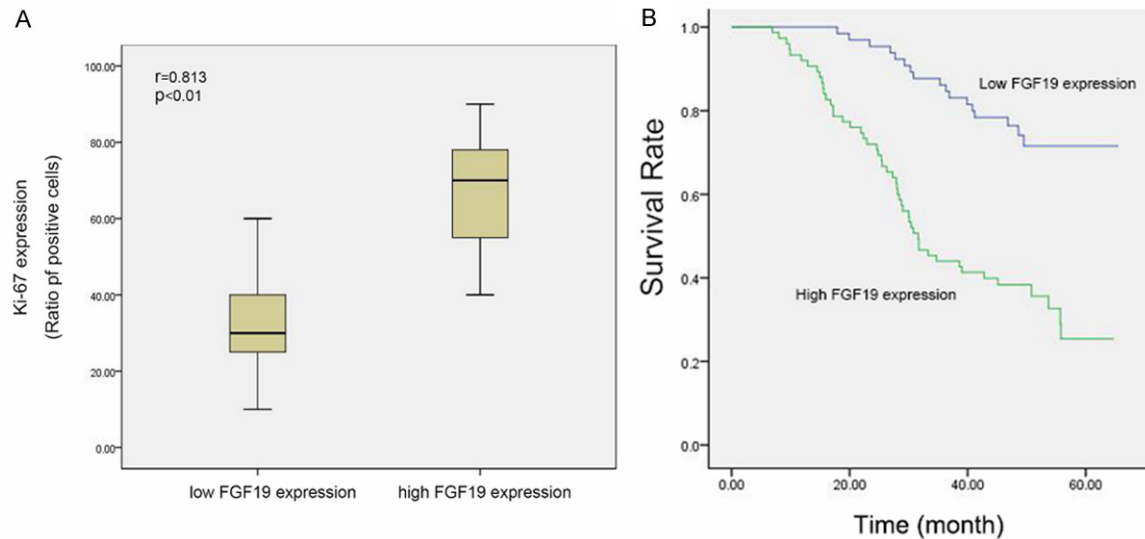 A
100.00
80.00
60.00
40.00
20.00
0.00
r=0.813
p<0.01
Ki-67 expression
(Ratio pf positive cells)
low FGF19 expression
high FGF19 expression
B
1.0
0.8
0.4
0.2
0.0
Survival Rate
Low FGF19 expression
High FGF19 expression
0.00
20.00
40.00
60.00
Time (month)